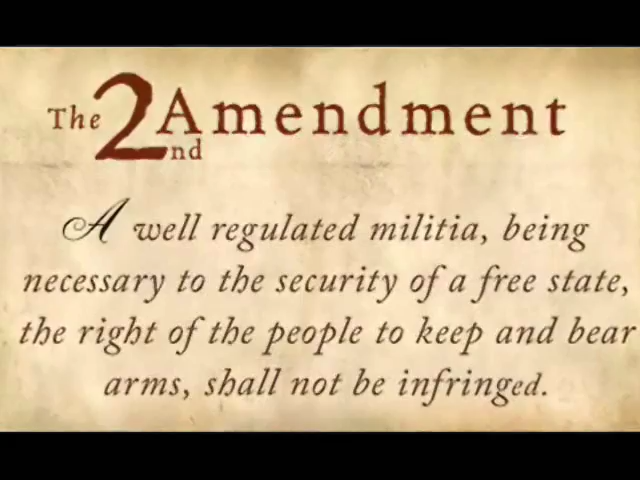 The 2nd Amendment
A well regulated militia, being
necessary to the security of a free state,
the right of the people to keep and bear
arms, shall not be infringed.